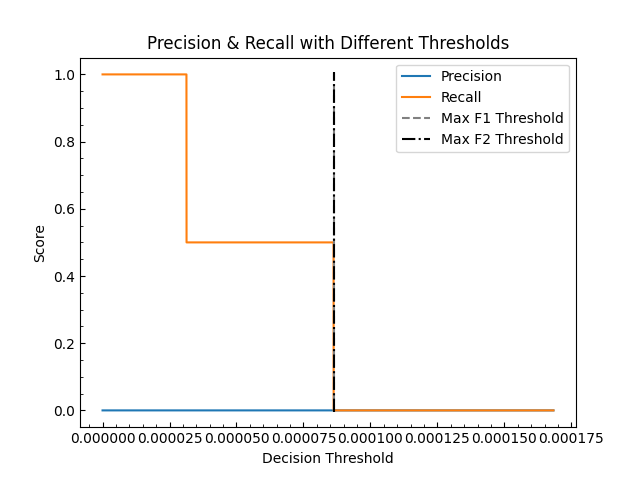 Precision & Recall with Different Thresholds
Precision
Recall
Max F1 Threshold
Max F2 Threshold
Score
1.0
0.8
0.6
0.4
0.2
0.0
0.000000 0.000025 0.000050 0.000075 0.000100 0.000125 0.000150 0.000175
Decision Threshold